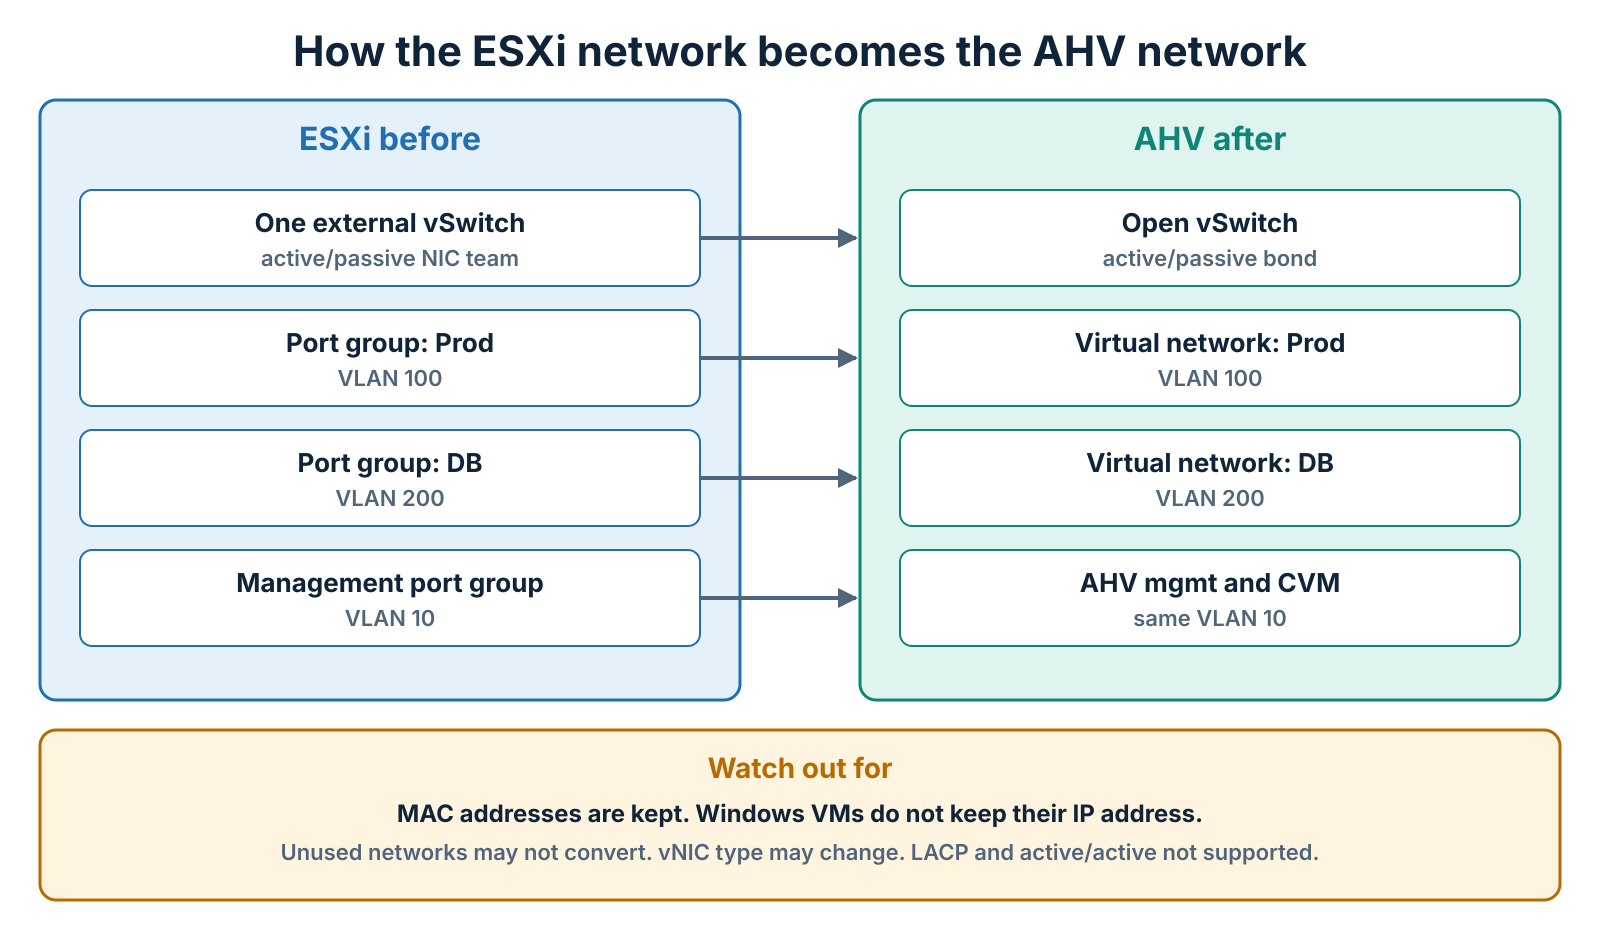 How the ESXi network becomes the AHV network
ESXi before
One external vSwitch
active/passive NIC team
Port group: Prod
VLAN 100
Port group: DB
VLAN 200
Management port group
VLAN 10
AHV after
Open vSwitch
active/passive bond
Virtual network: Prod
VLAN 100
Virtual network: DB
VLAN 200
AHV mgmt and CVM
same VLAN 10
Watch out for
MAC addresses are kept. Windows VMs do not keep their IP address.
Unused networks may not convert. vNIC type may change. LACP and active/active not supported.